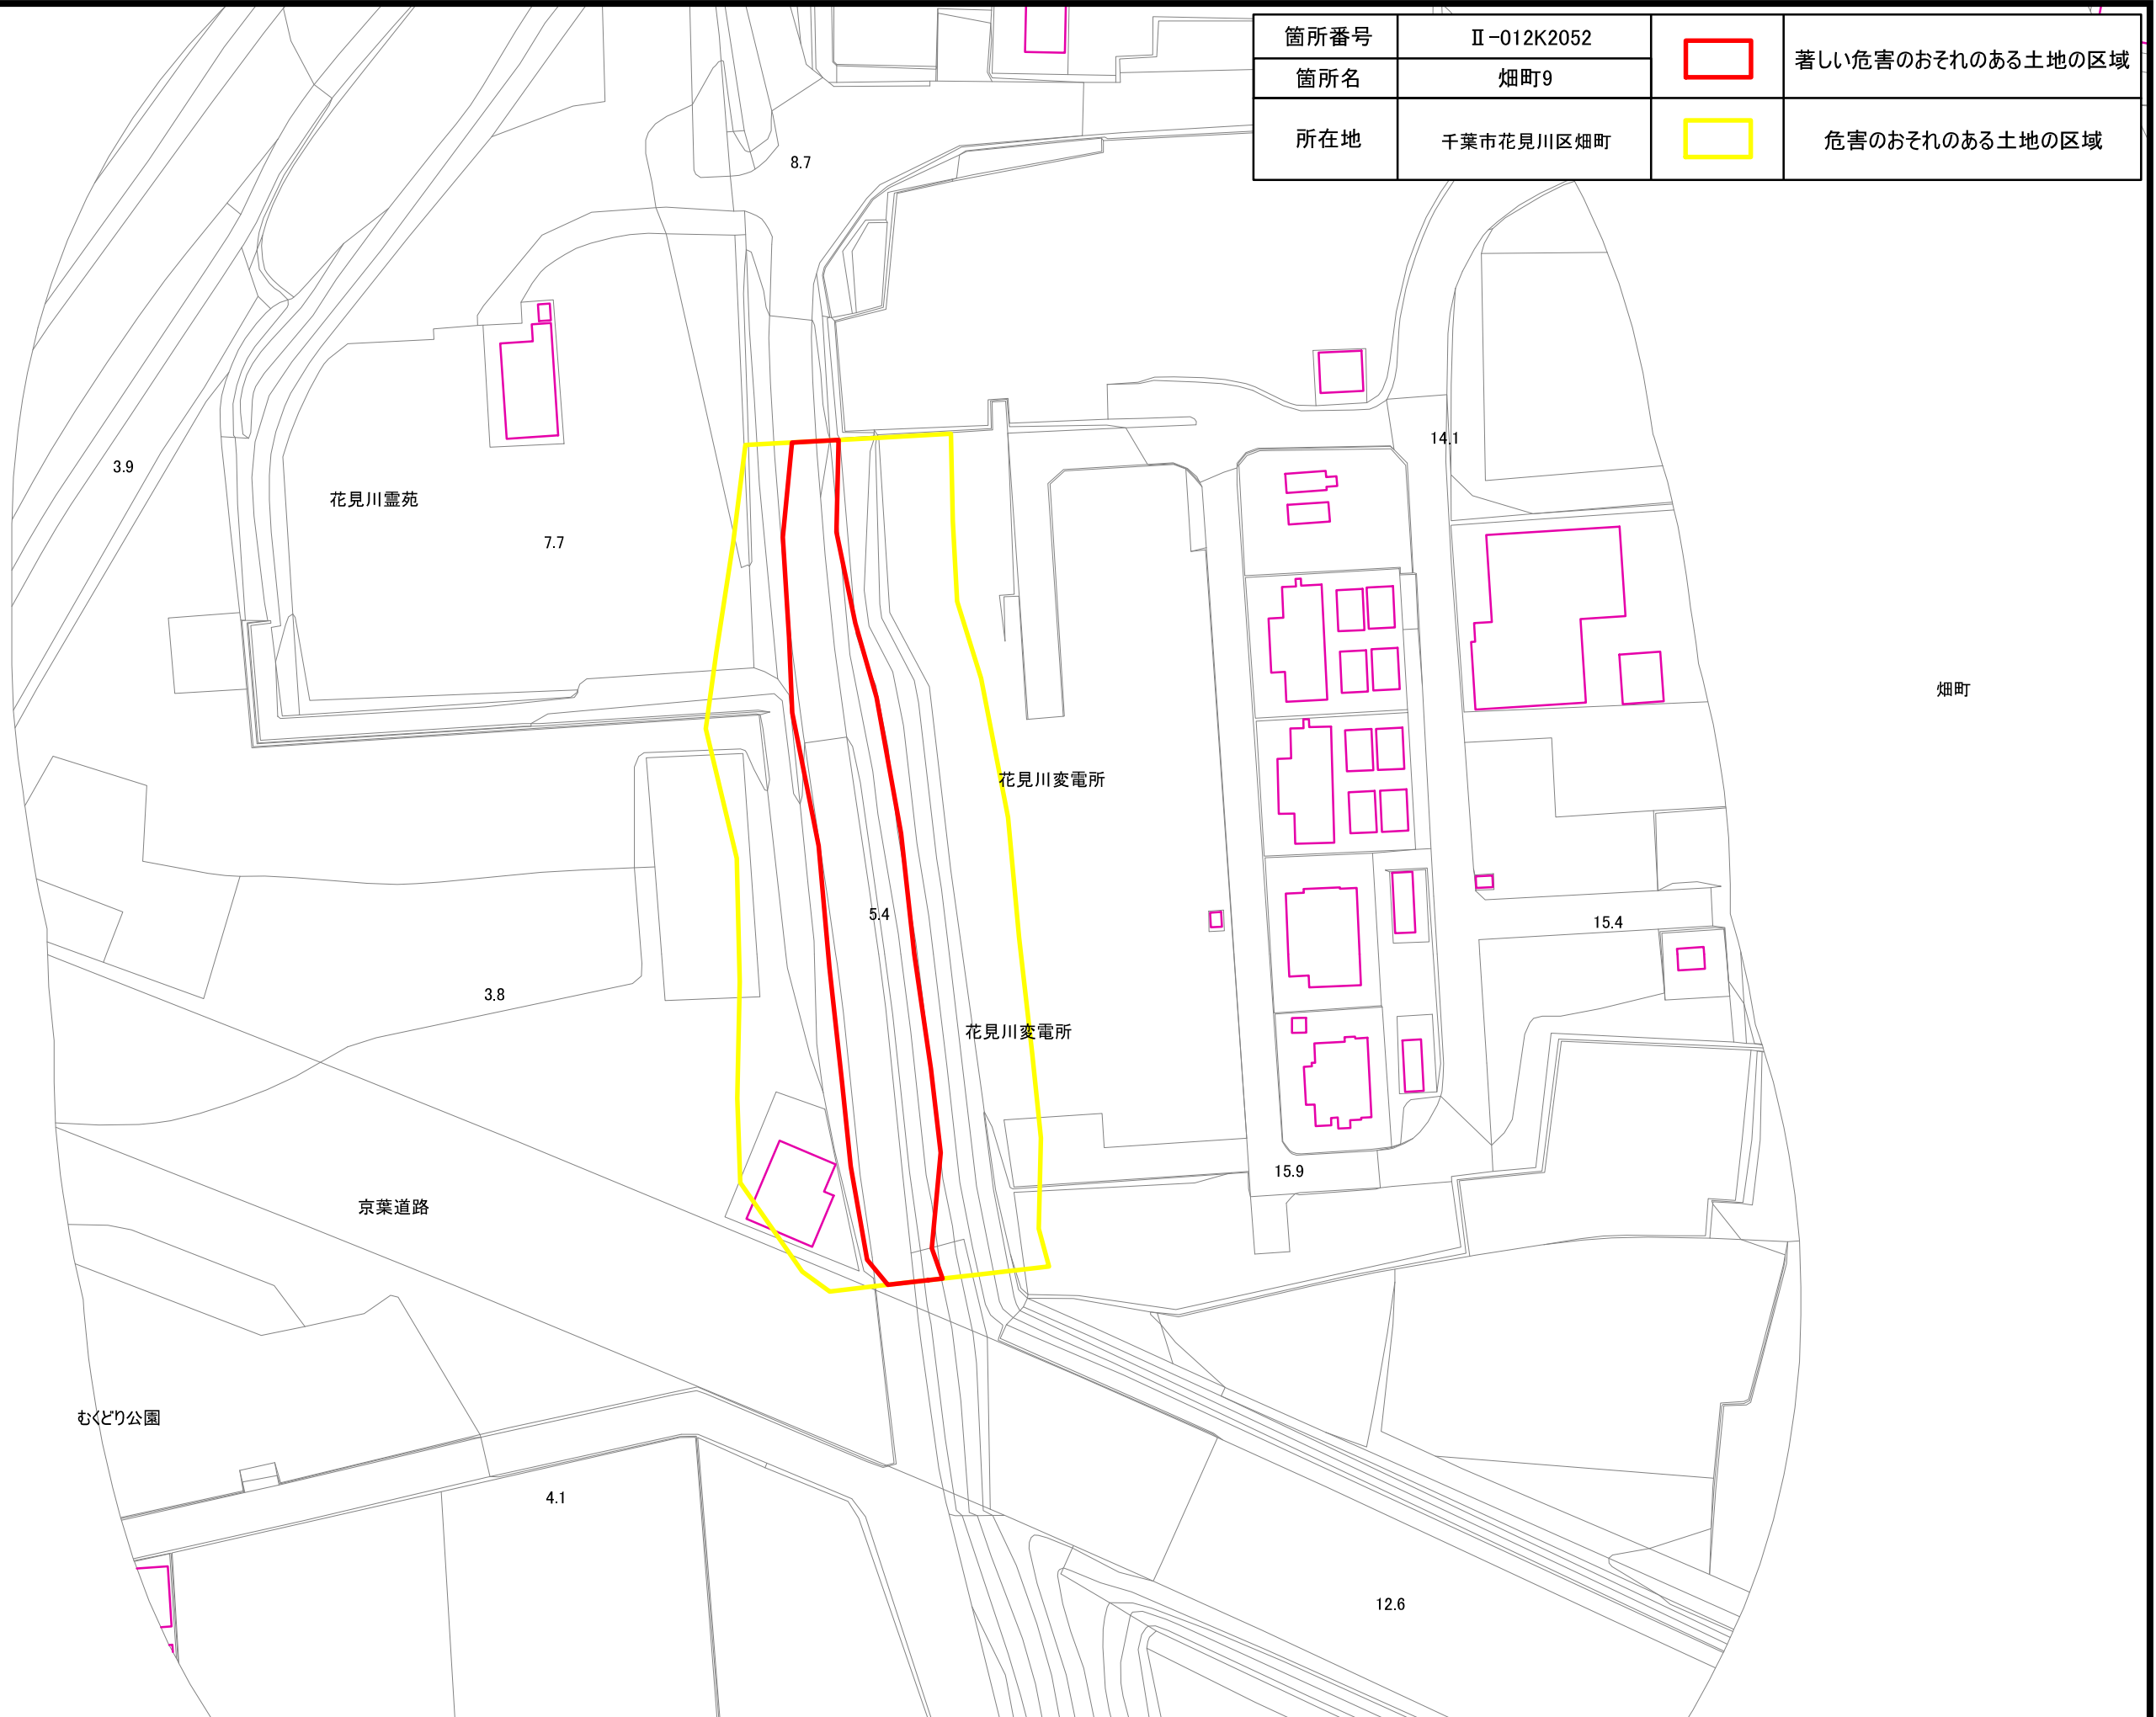 箇所番号 Ⅱ-012K2052
箇所名 畑町9
所在地 千葉市花見川区畑町
著しい危害のおそれのある土地の区域
危害のおそれのある土地の区域
8.7
14.1
3.9
花見川霊苑
7.7
畑町
花見川変電所
5.4
15.4
3.8
花見川変電所
15.9
京葉道路
むくどり公園
4.1
12.6